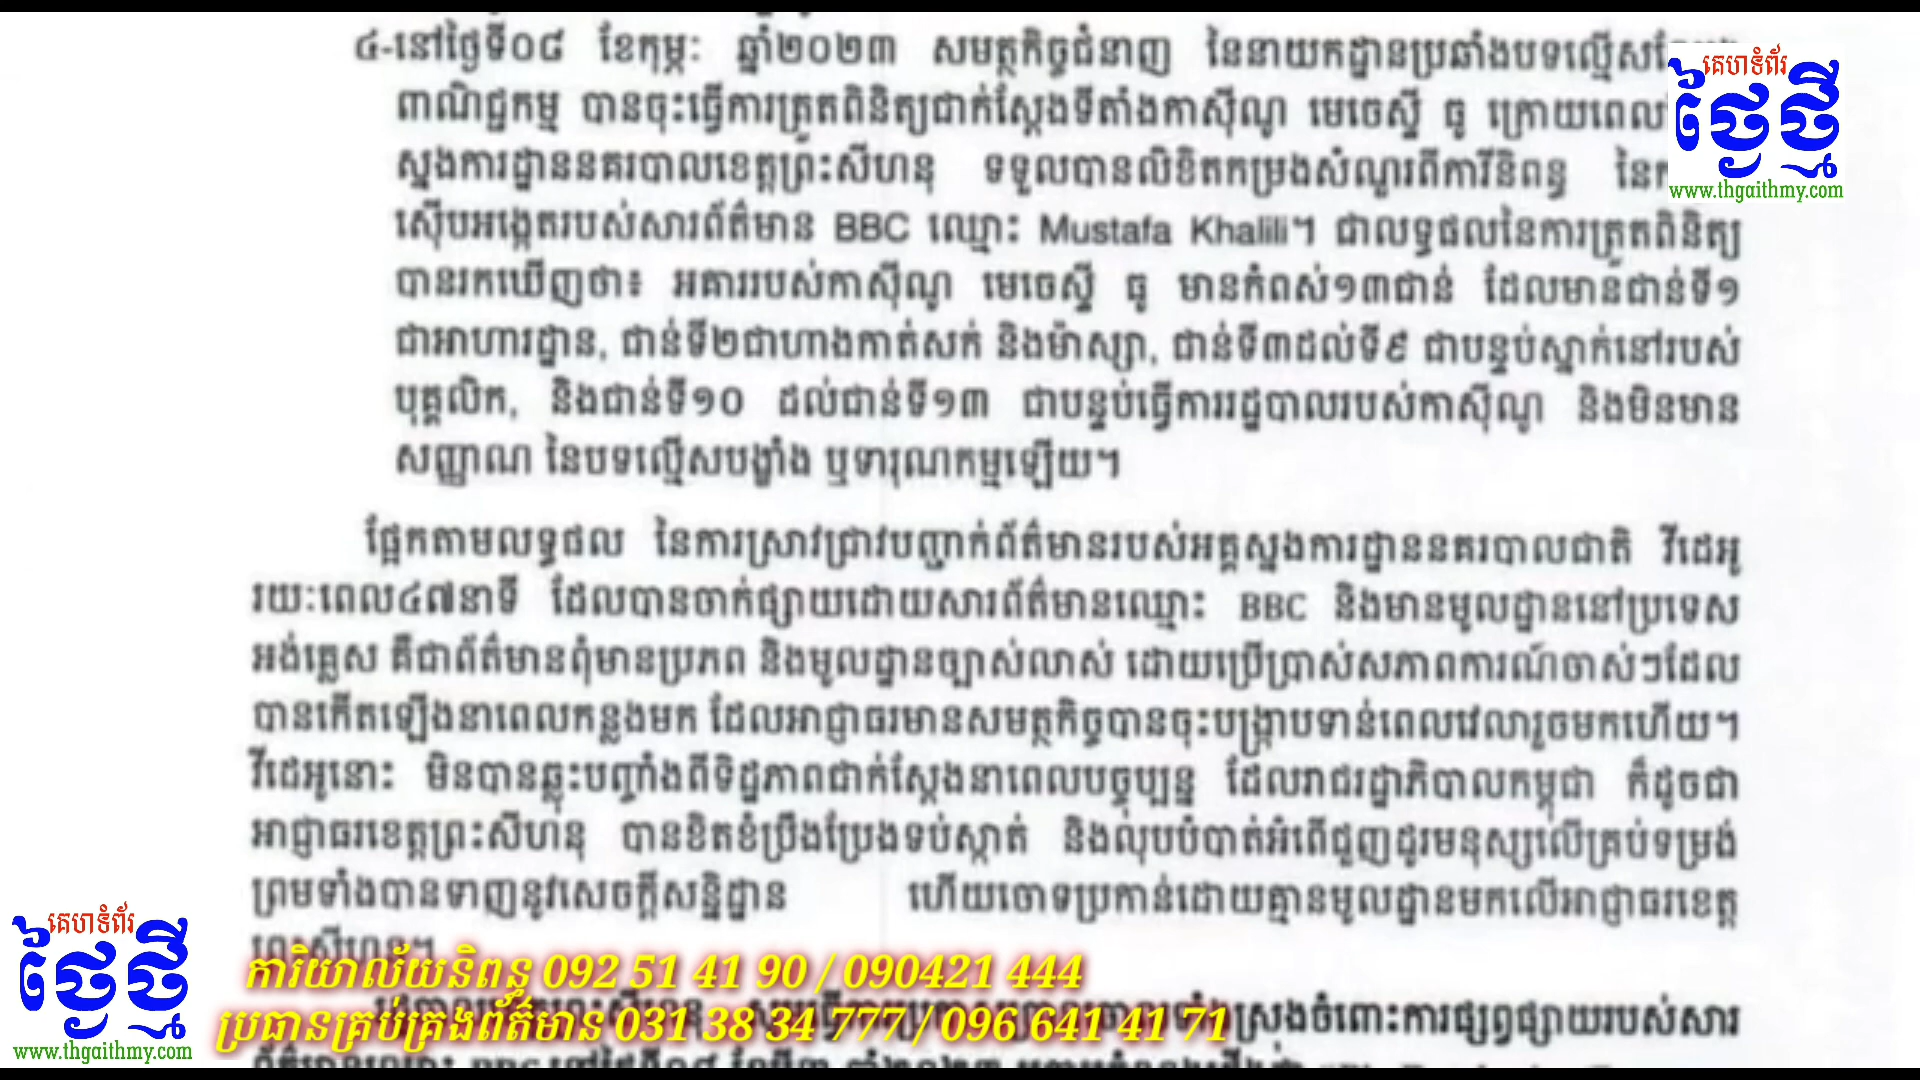 ៤-នៅថ្ងៃទី០៨ ខែកុម្ភៈ ឆ្នាំ២០២៣ សមត្ថកិច្ចជំនាញ នៃនាយកដ្ឋានប្រឆាំងបទល្មើស
ពាណិជ្ជកម្ម បានចុះធ្វើការត្រួតពិនិត្យជាក់ស្ដែងទីតាំងកាស៊ីណូ មេចេស្ទី ធូ ក្រោយពេល
ស្នងការដ្ឋាននគរបាលខេត្តព្រះសីហនុ ទទួលបានលិខិតកម្រងសំណួរពីការីនិពន្ធ នៃ
ស៊ើបអង្កេតរបស់សារព័ត៌មាន BBC ឈ្មោះ Mustafa Khalili។ ជាលទ្ធផលនៃការត្រួតពិនិត្យ
បានរកឃើញថា៖ អគាររបស់កាស៊ីណូ មេចេស្ទី ធូ មានកំពស់១៣ជាន់ ដែលមានជាន់ទី១
ជាអាហារដ្ឋាន, ជាន់ទី២ជាហាងកាត់សក់ និងម៉ាស្សា, ជាន់ទី៣ដល់ទី៩ ជាបន្ទប់ស្នាក់នៅរបស់
បុគ្គលិក, និងជាន់ទី១០ ដល់ជាន់ទី១៣ ជាបន្ទប់ធ្វើការរដ្ឋបាលរបស់កាស៊ីណូ និងមិនមាន
សញ្ញាណ នៃបទល្មើសបង្ខាំង ឬទារុណកម្មឡើយ។
ផ្អែកតាមលទ្ធផល នៃការស្រាវជ្រាវបញ្ជាក់ព័ត៌មានរបស់អគ្គស្នងការដ្ឋាននគរបាលជាតិ វីដេអូ
រយៈពេល៤៧នាទី ដែលបានចាក់ផ្សាយដោយសារព័ត៌មានឈ្មោះ BBC និងមានមូលដ្ឋាននៅប្រទេស
អង់គ្លេស គឺជាព័ត៌មានពុំមានប្រភព និងមូលដ្ឋានច្បាស់លាស់ ដោយប្រើប្រាស់សភាពការណ៍ចាស់ៗដែល
បានកើតឡើងនាពេលកន្លងមក ដែលអាជ្ញាធរមានសមត្ថកិច្ចបានចុះបង្ក្រាបទាន់ពេលវេលារួចមកហើយ។
វីដេអូនោះ មិនបានឆ្លុះបញ្ចាំងពីទិដ្ឋភាពជាក់ស្ដែងនាពេលបច្ចុប្បន្ន ដែលរាជរដ្ឋាភិបាលកម្ពុជា ក៏ដូចជា
អាជ្ញាធរខេត្តព្រះសីហនុ បានខិតខំប្រឹងប្រែងទប់ស្កាត់ និងលុបបំបាត់អំពើជួញដូរមនុស្សលើគ្រប់ទម្រង់
ព្រមទាំងបានទាញនូវសេចក្ដីសន្និដ្ឋាន ហើយចោទប្រកាន់ដោយគ្មានមូលដ្ឋានមកលើអាជ្ញាធរខេត្ត
ព្រះសីហនុ។
ស្រុងចំពោះការផ្សព្វផ្សាយរបស់សារ
គេហទំព័រ
ថ្ងៃថ្មី
www.thgaithmy.com
គេហទំព័រ
ថ្ងៃថ្មី
www.thgaithmy.com
ការិយាល័យនិពន្ធ 092 51 41 90 / 090421 444
ប្រធានគ្រប់គ្រងព័ត៌មាន 031 38 34 777 / 096 641 41 71